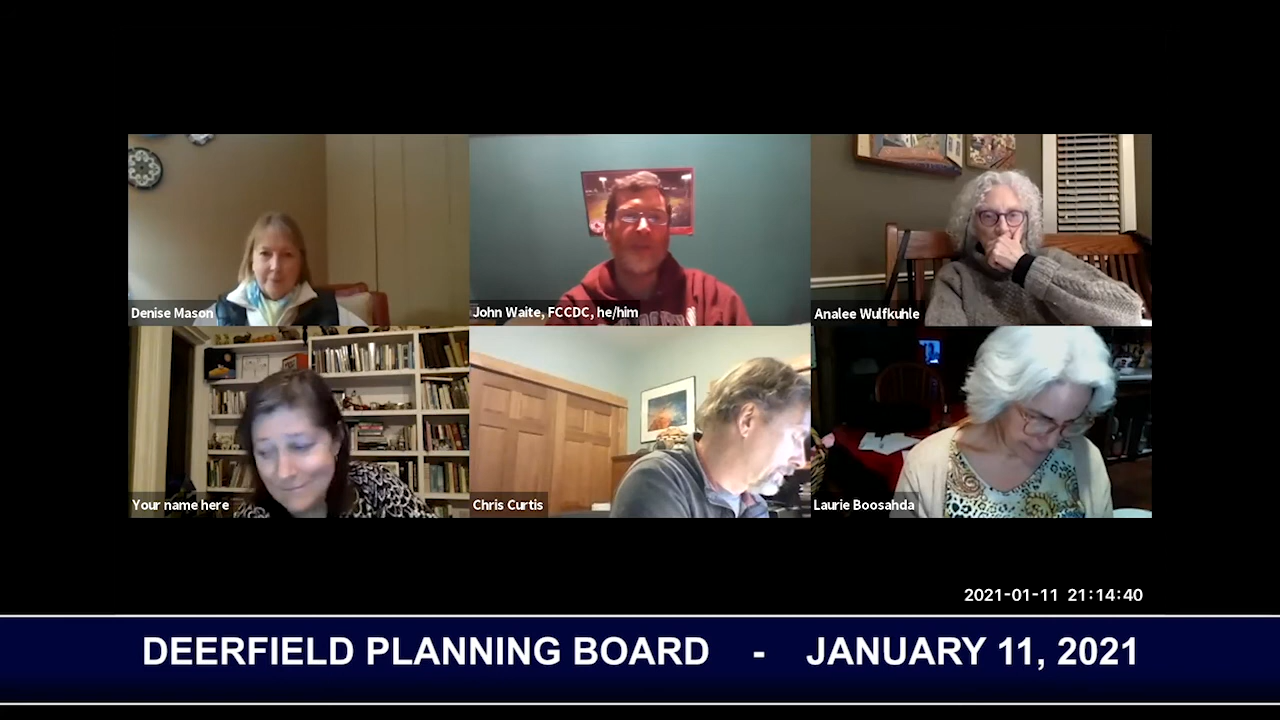 Denise Mason
John Waite, FCCDC, he/him
Analee Wulfkuhle
Your name here
Chris Curtis
Laurie Boosahda
2021-01-11 21:14:40
DEERFIELD PLANNING BOARD - JANUARY 11, 2021